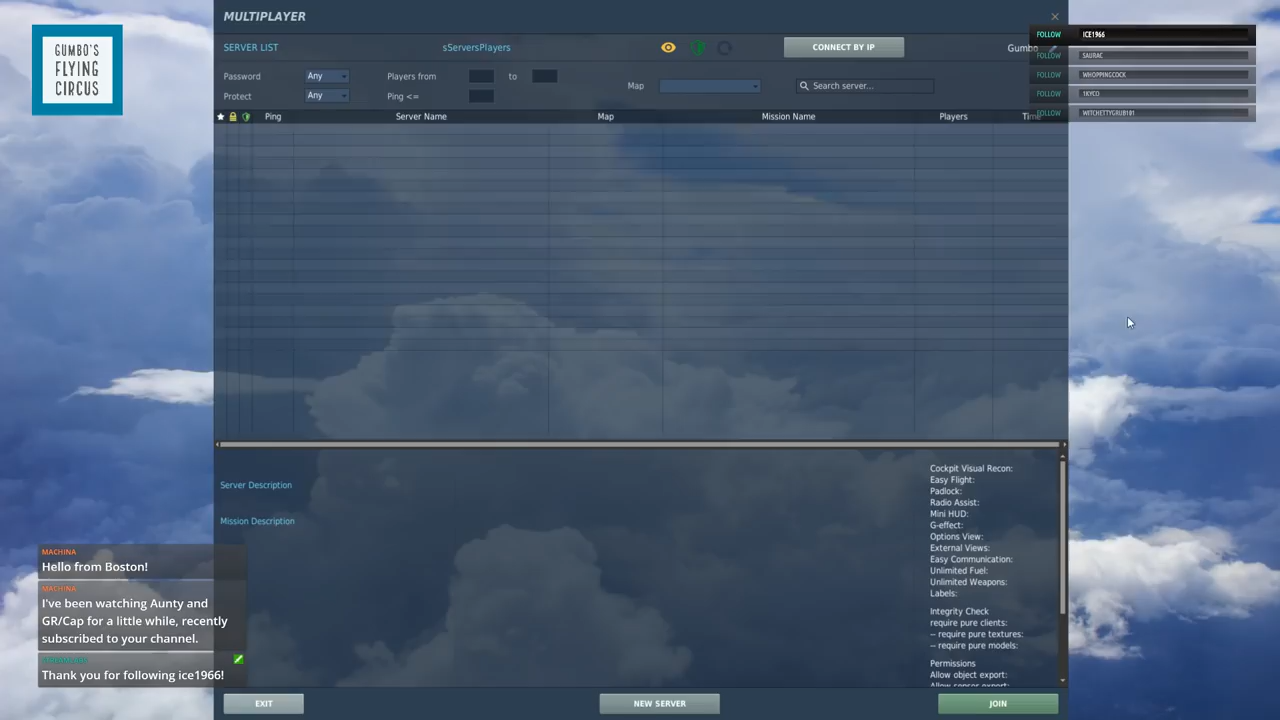 GUMBO'S
FLYING
CIRCUS
MULTIPLAYER
SERVER LIST
sServersPlayers
CONNECT BY IP
Gumbo
Password
Any
Players from
to
Protect
Any
Ping <=
Map
Search server...
Ping
Server Name
Map
Mission Name
Players
FOLLOW ICE1966
FOLLOW SAURAC
FOLLOW WHOPPINGCOCK
FOLLOW 1KYCO
FOLLOW WITCHETTYGRUB101
Server Description
Mission Description
Cockpit Visual Recon:
Easy Flight:
Padlock:
Radio Assist:
Mini HUD:
G-effect:
Options View:
External Views:
Easy Communication:
Unlimited Fuel:
Unlimited Weapons:
Labels:
Integrity Check
require pure clients:
-- require pure textures:
-- require pure models:
Permissions
Allow object export:
Allow sensor export:
MACHINA
Hello from Boston!
MACHINA
I've been watching Aunty and
GR/Cap for a little while, recently
subscribed to your channel.
Thank you for following ice1966!
EXIT
NEW SERVER
JOIN